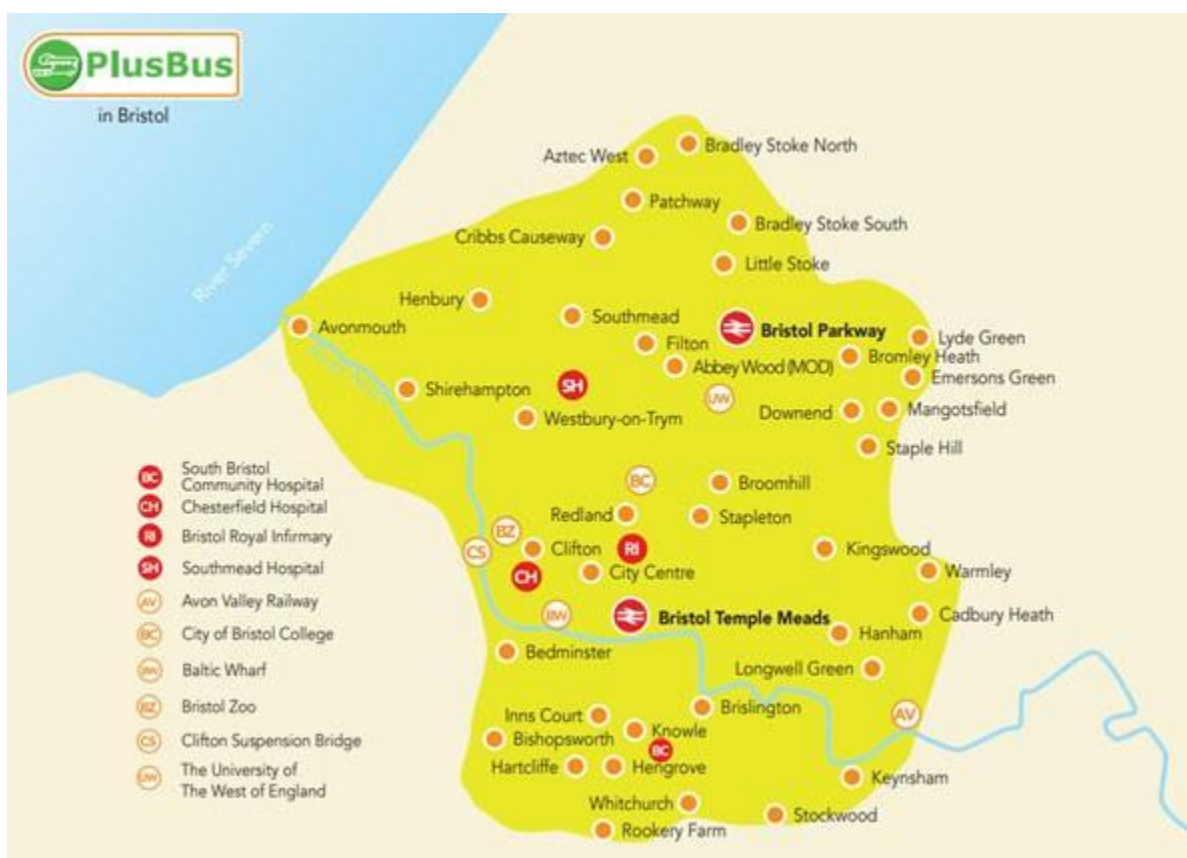 PlusBus
in Bristol
Bradley Stoke North
Aztec West
Patchway
Bradley Stoke South
Cribbs Causeway
Little Stoke
River Severn
Henbury
Avonmouth
Southmead
Bristol Parkway
Filton
Lyde Green
Bromley Heath
Abbey Wood (MOD)
Emersons Green
Shirehampton
SH
UW
Downend
Mangotsfield
Westbury-on-Trym
Staple Hill
BC
Broomhill
Redland
Stapleton
BZ
CS
Clifton
RI
Kingswood
CH
City Centre
Warmley
BW
Bristol Temple Meads
Cadbury Heath
Hanham
Bedminster
Longwell Green
Brislington
AV
Inns Court
Knowle
Bishopsworth
BC
Hartcliffe
Hengrove
Keynsham
Whitchurch
Stockwood
Rookery Farm
BC South Bristol
Community Hospital
CH Chesterfield Hospital
RI Bristol Royal Infirmary
SH Southmead Hospital
AV Avon Valley Railway
BC City of Bristol College
BW Baltic Wharf
BZ Bristol Zoo
CS Clifton Suspension Bridge
UW The University of
The West of England